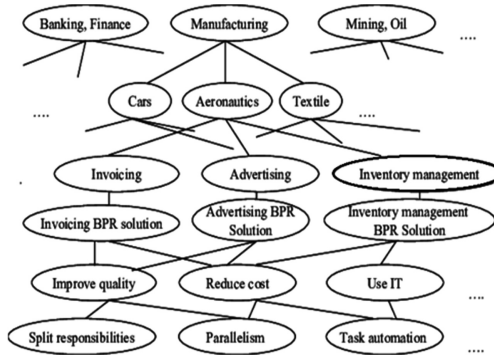 Banking, Finance
Manufacturing
Mining, Oil
....
Cars
Aeronautics
Textile
....
....
Invoicing
Advertising
Inventory management
.
Invoicing BPR solution
Advertising BPR
Solution
Inventory management
BPR Solution
Improve quality
Reduce cost
Use IT
....
Split responsibilities
Parallelism
Task automation
....